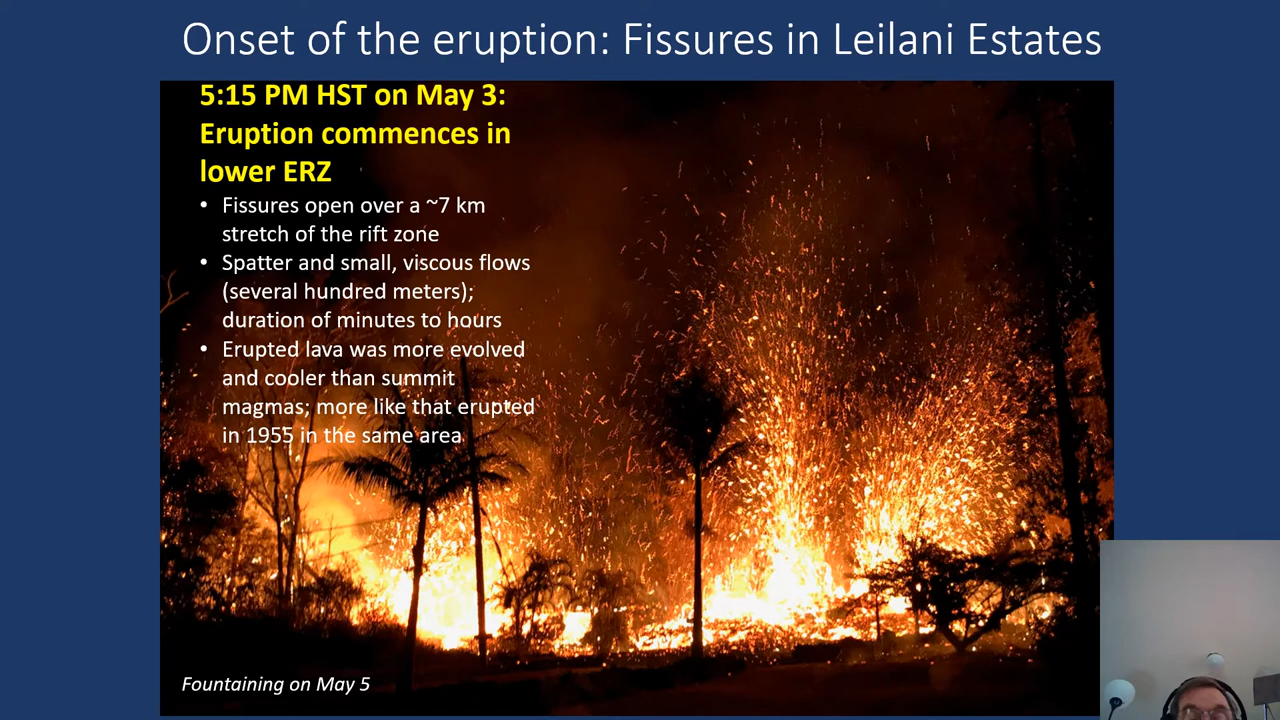 Onset of the eruption: Fissures in Leilani Estates
5:15 PM HST on May 3:
Eruption commences in
lower ERZ
• Fissures open over a ~7 km
stretch of the rift zone
• Spatter and small, viscous flows
(several hundred meters);
duration of minutes to hours
• Erupted lava was more evolved
and cooler than summit
magmas; more like that erupted
in 1955 in the same area
Fountaining on May 5